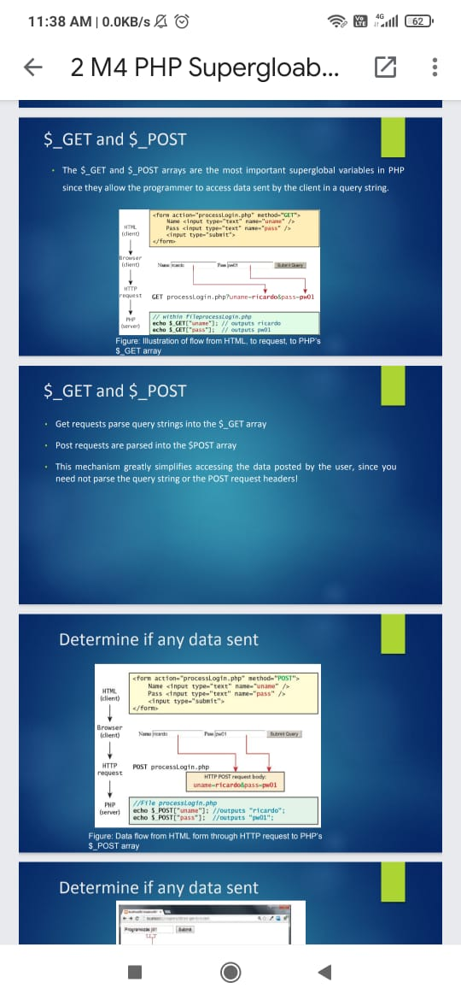 11:38 AM | 0.0KB/s
Vo LTE 4G 62
2 M4 PHP Supergloab...
$_GET and $_POST
• The $_GET and $_POST arrays are the most important superglobal variables in PHP
since they allow the programmer to access data sent by the client in a query string.
<form action="processLogin.php" method="GET">
Name <input type="text" name="uname" />
Pass <input type="text" name="pass" />
<input type="submit">
</form>
HTML
(client)
Browser
(client)
Name ricardo Pass pw01 Submit Query
HTTP
request
GET processLogin.php?uname=ricardo&pass=pw01
PHP
(server)
// within fileprocessLogin.php
echo $_GET["uname"]; // outputs ricardo
echo $_GET["pass"]; // outputs pw01
Figure: Illustration of flow from HTML, to request, to PHP's
$_GET array
$_GET and $_POST
• Get requests parse query strings into the $_GET array
• Post requests are parsed into the $POST array
• This mechanism greatly simplifies accessing the data posted by the user, since you
need not parse the query string or the POST request headers!
Determine if any data sent
<form action="processLogin.php" method="POST">
Name <input type="text" name="uname" />
Pass <input type="text" name="pass" />
<input type="submit">
</form>
HTML
(client)
Browser
(client)
Name ricardo Pass pw01 Submit Query
HTTP
request
POST processLogin.php
HTTP POST request body:
uname=ricardo&pass=pw01
PHP
(server)
//File processLogin.php
echo $_POST["uname"]; //outputs "ricardo";
echo $_POST["pass"]; //outputs "pw01";
Figure: Data flow from HTML form through HTTP request to PHP's
$_POST array
Determine if any data sent
Submit